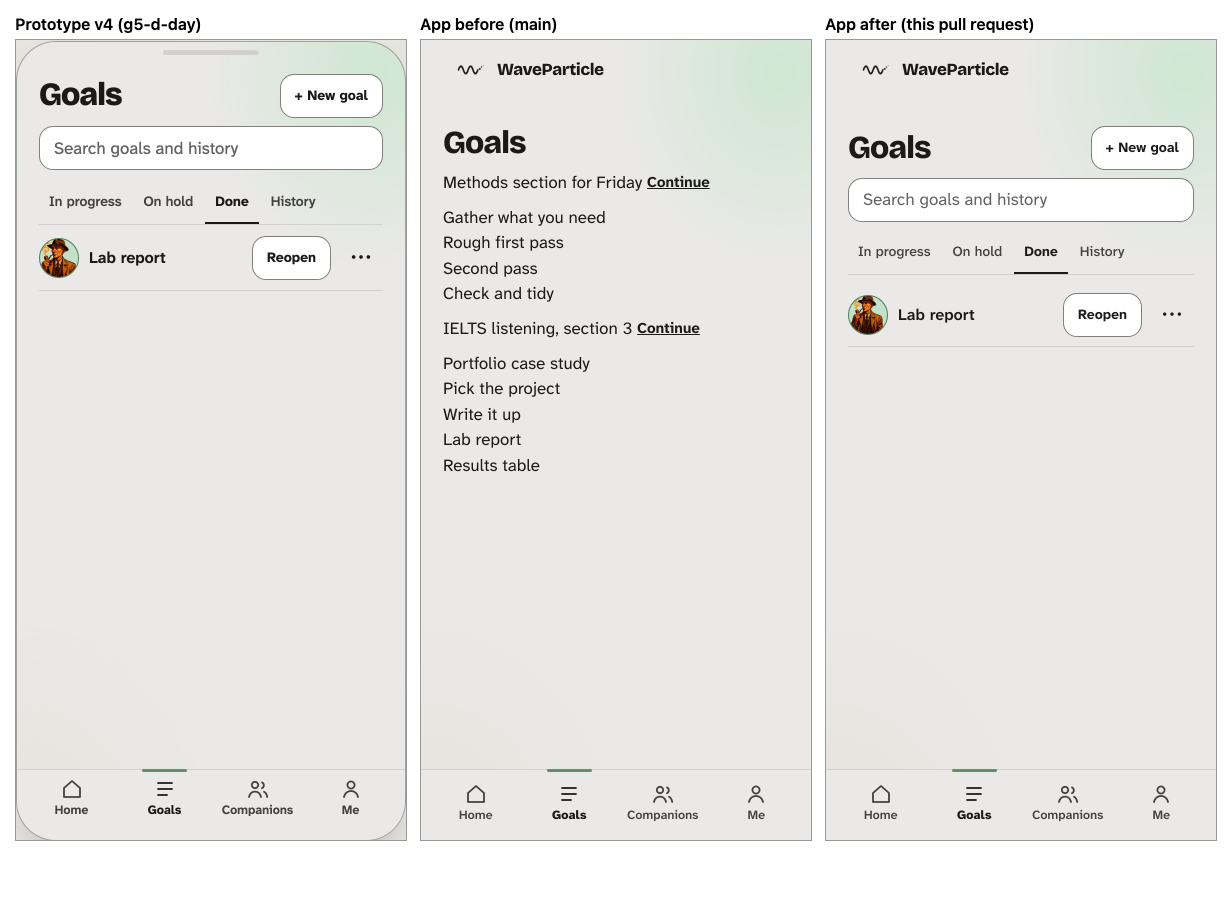 Prototype v4 (g5-d-day)
Goals
+ New goal
Search goals and history
In progress
On hold
Done
History
Lab report
Reopen
Home
Goals
Companions
Me
App before (main)
WaveParticle
Goals
Methods section for Friday Continue
Gather what you need
Rough first pass
Second pass
Check and tidy
IELTS listening, section 3 Continue
Portfolio case study
Pick the project
Write it up
Lab report
Results table
Home
Goals
Companions
Me
App after (this pull request)
WaveParticle
Goals
+ New goal
Search goals and history
In progress
On hold
Done
History
Lab report
Reopen
Home
Goals
Companions
Me